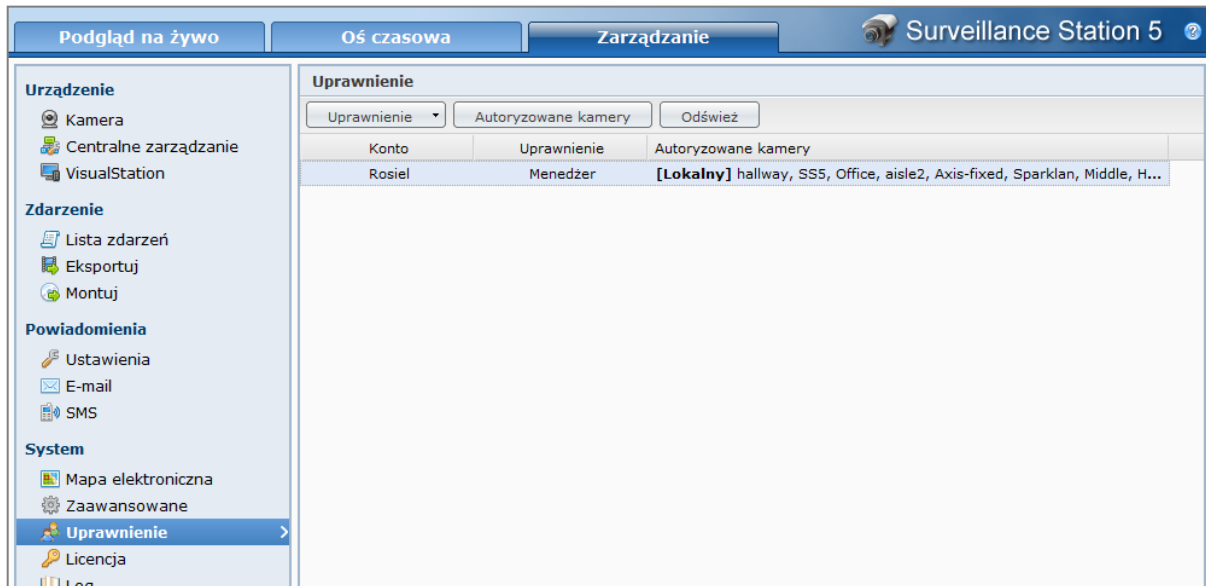 Podgląd na żywo
Oś czasowa
Zarządzanie
Surveillance Station 5
?
Urządzenie
Kamera
Centralne zarządzanie
VisualStation
Zdarzenie
Lista zdarzeń
Eksportuj
Montuj
Powiadomienia
Ustawienia
E-mail
SMS
System
Mapa elektroniczna
Zaawansowane
Uprawnienie
Licencja
Log
Uprawnienie
Uprawnienie Autoryzowane kamery Odśwież
Konto Uprawnienie Autoryzowane kamery
Rosiel Menedżer [Lokalny] hallway, SS5, Office, aisle2, Axis-fixed, Sparklan, Middle, H...